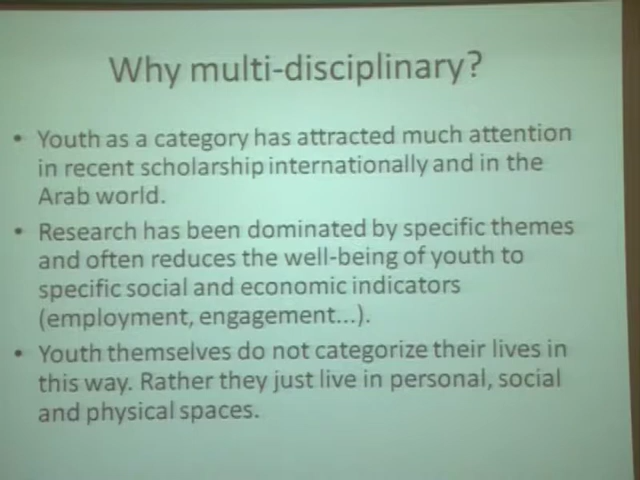 Why multi-disciplinary?
• Youth as a category has attracted much attention
in recent scholarship internationally and in the
Arab world.
• Research has been dominated by specific themes
and often reduces the well-being of youth to
specific social and economic indicators
(employment, engagement...).
• Youth themselves do not categorize their lives in
this way. Rather they just live in personal, social
and physical spaces.